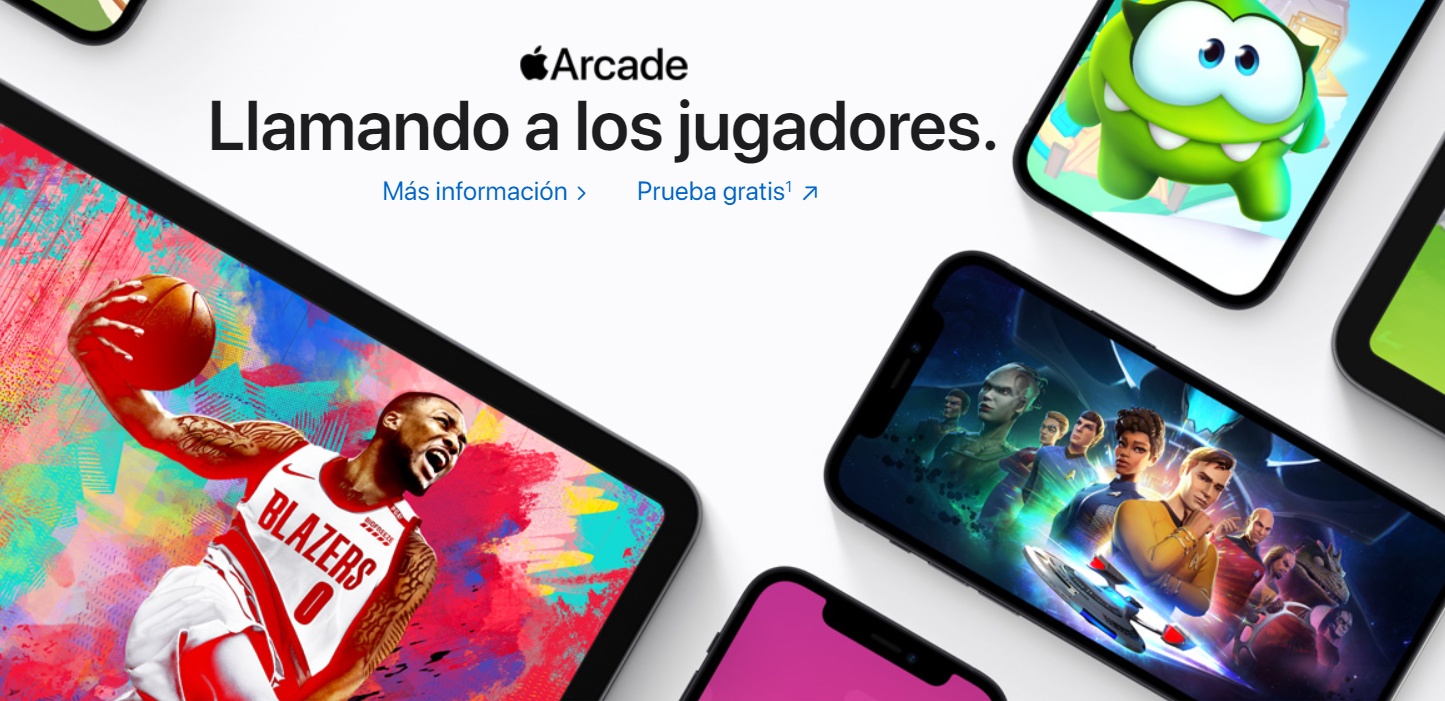 Arcade
Llamando a los jugadores.
Más información >
Prueba gratis¹ ↗
BLAZERS
0